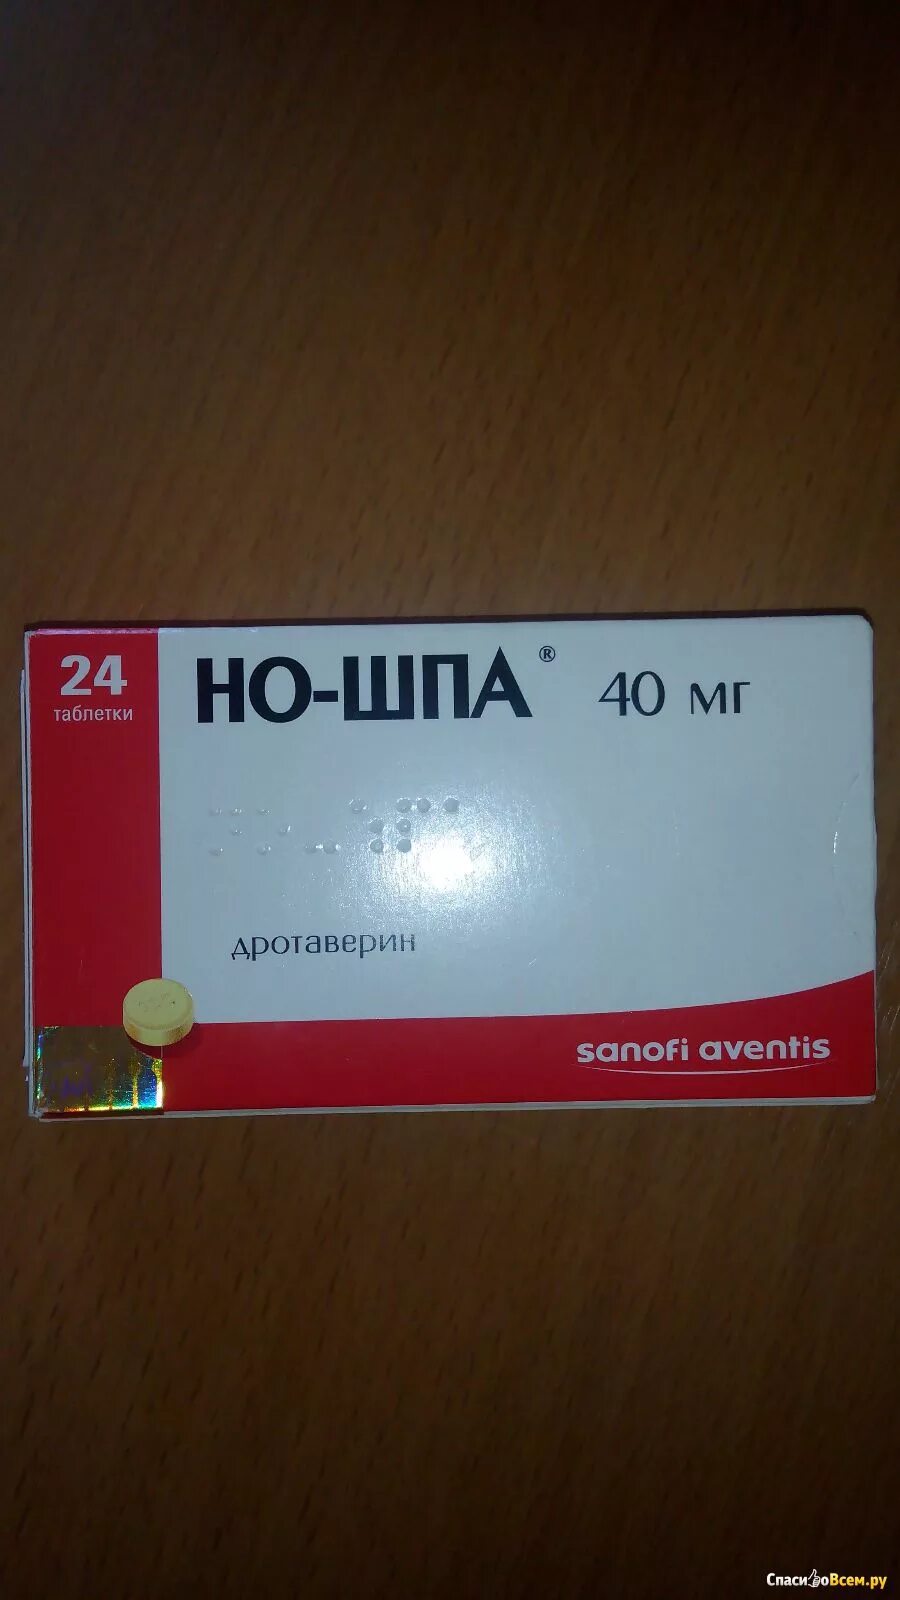 24
таблетки
НО-ШПА® 40 мг
дротаверин
sanofi aventis
СпасибоВсем.ру